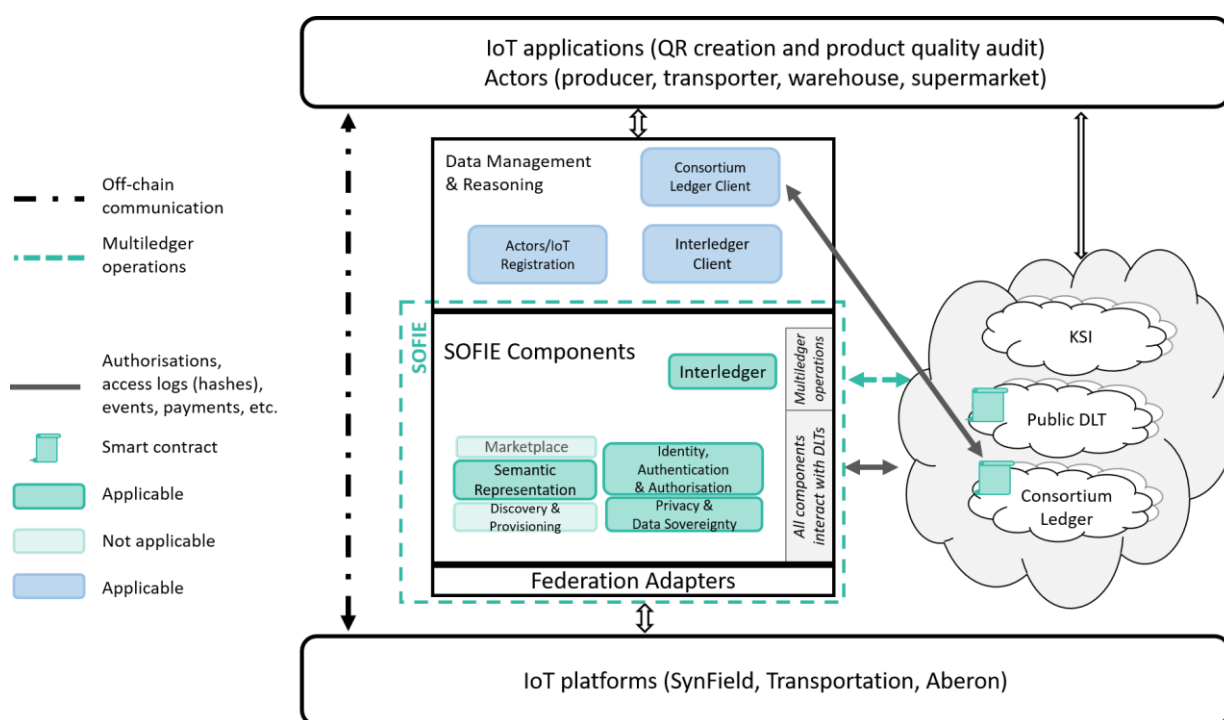 IoT applications (QR creation and product quality audit)
Actors (producer, transporter, warehouse, supermarket)
Off-chain
communication
Multiledger
operations
Authorisations,
access logs (hashes),
events, payments, etc.
Smart contract
Applicable
Not applicable
Applicable
Data Management
& Reasoning
Consortium
Ledger Client
Actors/IoT
Registration
Interledger
Client
SOFIE
SOFIE Components
Interledger
Multiledger
operations
Marketplace
Semantic
Representation
Discovery &
Provisioning
Identity,
Authentication
& Authorisation
Privacy &
Data Sovereignty
All components
interact with DLTs
Federation Adapters
KSI
Public DLT
Consortium
Ledger
IoT platforms (SynField, Transportation, Aberon)